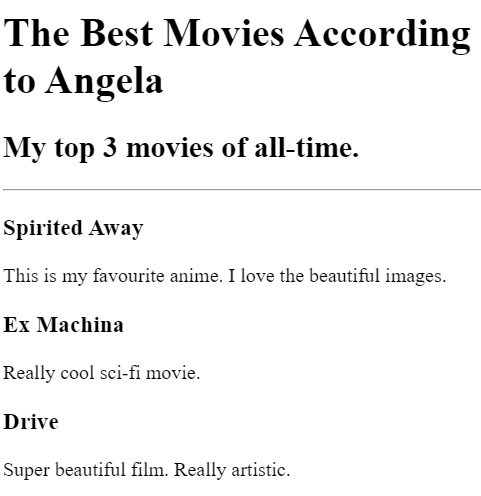 The Best Movies According
to Angela
My top 3 movies of all-time.
Spirited Away
This is my favourite anime. I love the beautiful images.
Ex Machina
Really cool sci-fi movie.
Drive
Super beautiful film. Really artistic.